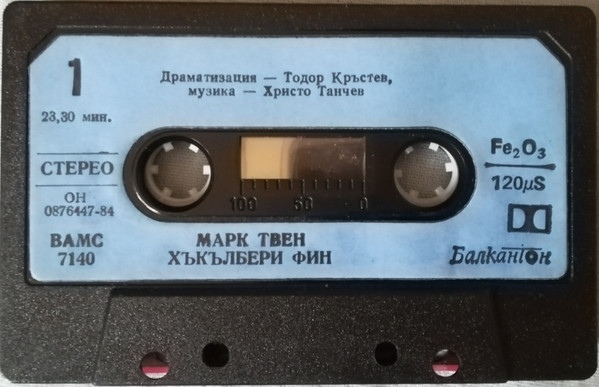 1
Драматизация — Тодор Кръстев,
музика — Христо Танчев
23,30 мин.
СТЕРЕО
ОН
0876447-84
ВАМС
7140
100 50 0
Fe₂O₃
120µS
МАРК ТВЕН
ХЪКЪЛБЕРИ ФИН
Балкантон